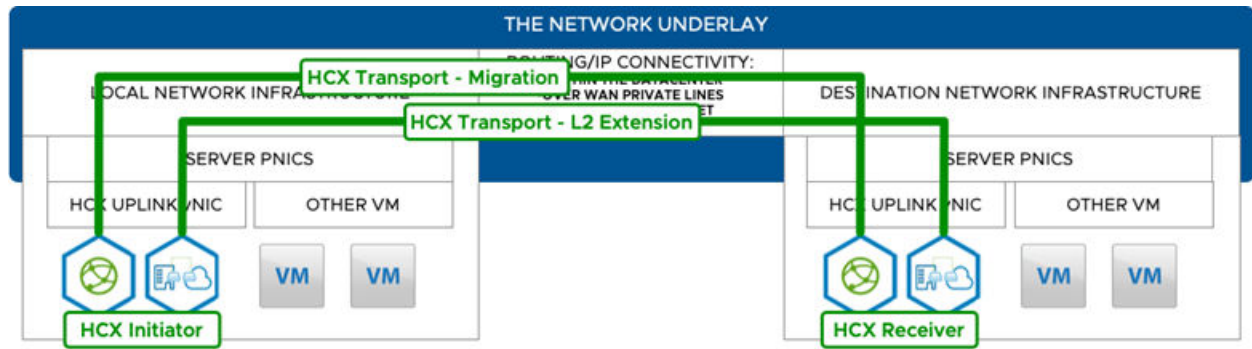 THE NETWORK UNDERLAY
ROUTING/IP CONNECTIVITY:
HCX Transport - Migration
LOCAL NETWORK INFRASTRUCTURE
OVER WAN PRIVATE LINES
DESTINATION NETWORK INFRASTRUCTURE
HCX Transport - L2 Extension
SERVER PNICS
SERVER PNICS
HCX UPLINK VNIC
OTHER VM
HCX UPLINK VNIC
OTHER VM
VM
VM
VM
VM
HCX Initiator
HCX Receiver